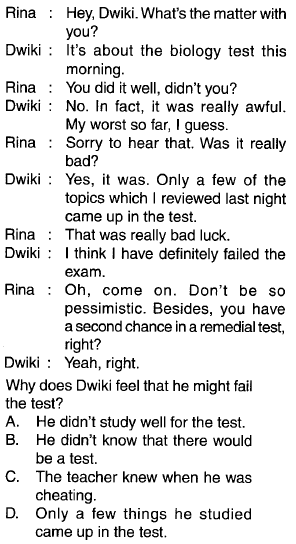 Rina : Hey, Dwiki. What's the matter with
you?
Dwiki : It's about the biology test this
morning.
Rina : You did it well, didn't you?
Dwiki : No. In fact, it was really awful.
My worst so far, I guess.
Rina : Sorry to hear that. Was it really
bad?
Dwiki : Yes, it was. Only a few of the
topics which I reviewed last night
came up in the test.
Rina : That was really bad luck.
Dwiki : I think I have definitely failed the
exam.
Rina : Oh, come on. Don't be so
pessimistic. Besides, you have
a second chance in a remedial test,
right?
Dwiki : Yeah, right.
Why does Dwiki feel that he might fail
the test?
A. He didn't study well for the test.
B. He didn't know that there would
be a test.
C. The teacher knew when he was
cheating.
D. Only a few things he studied
came up in the test.